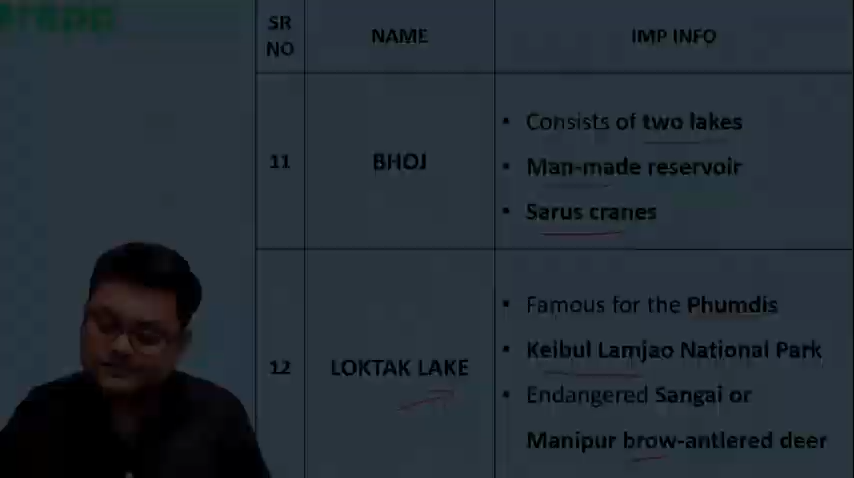 SR
NO
NAME
IMP INFO
11
BHOJ
• Consists of two lakes
• Man-made reservoir
• Sarus cranes
12
LOKTAK LAKE
• Famous for the Phumdis
• Keibul Lamjao National Park
• Endangered Sangai or
Manipur brow-antlered deer